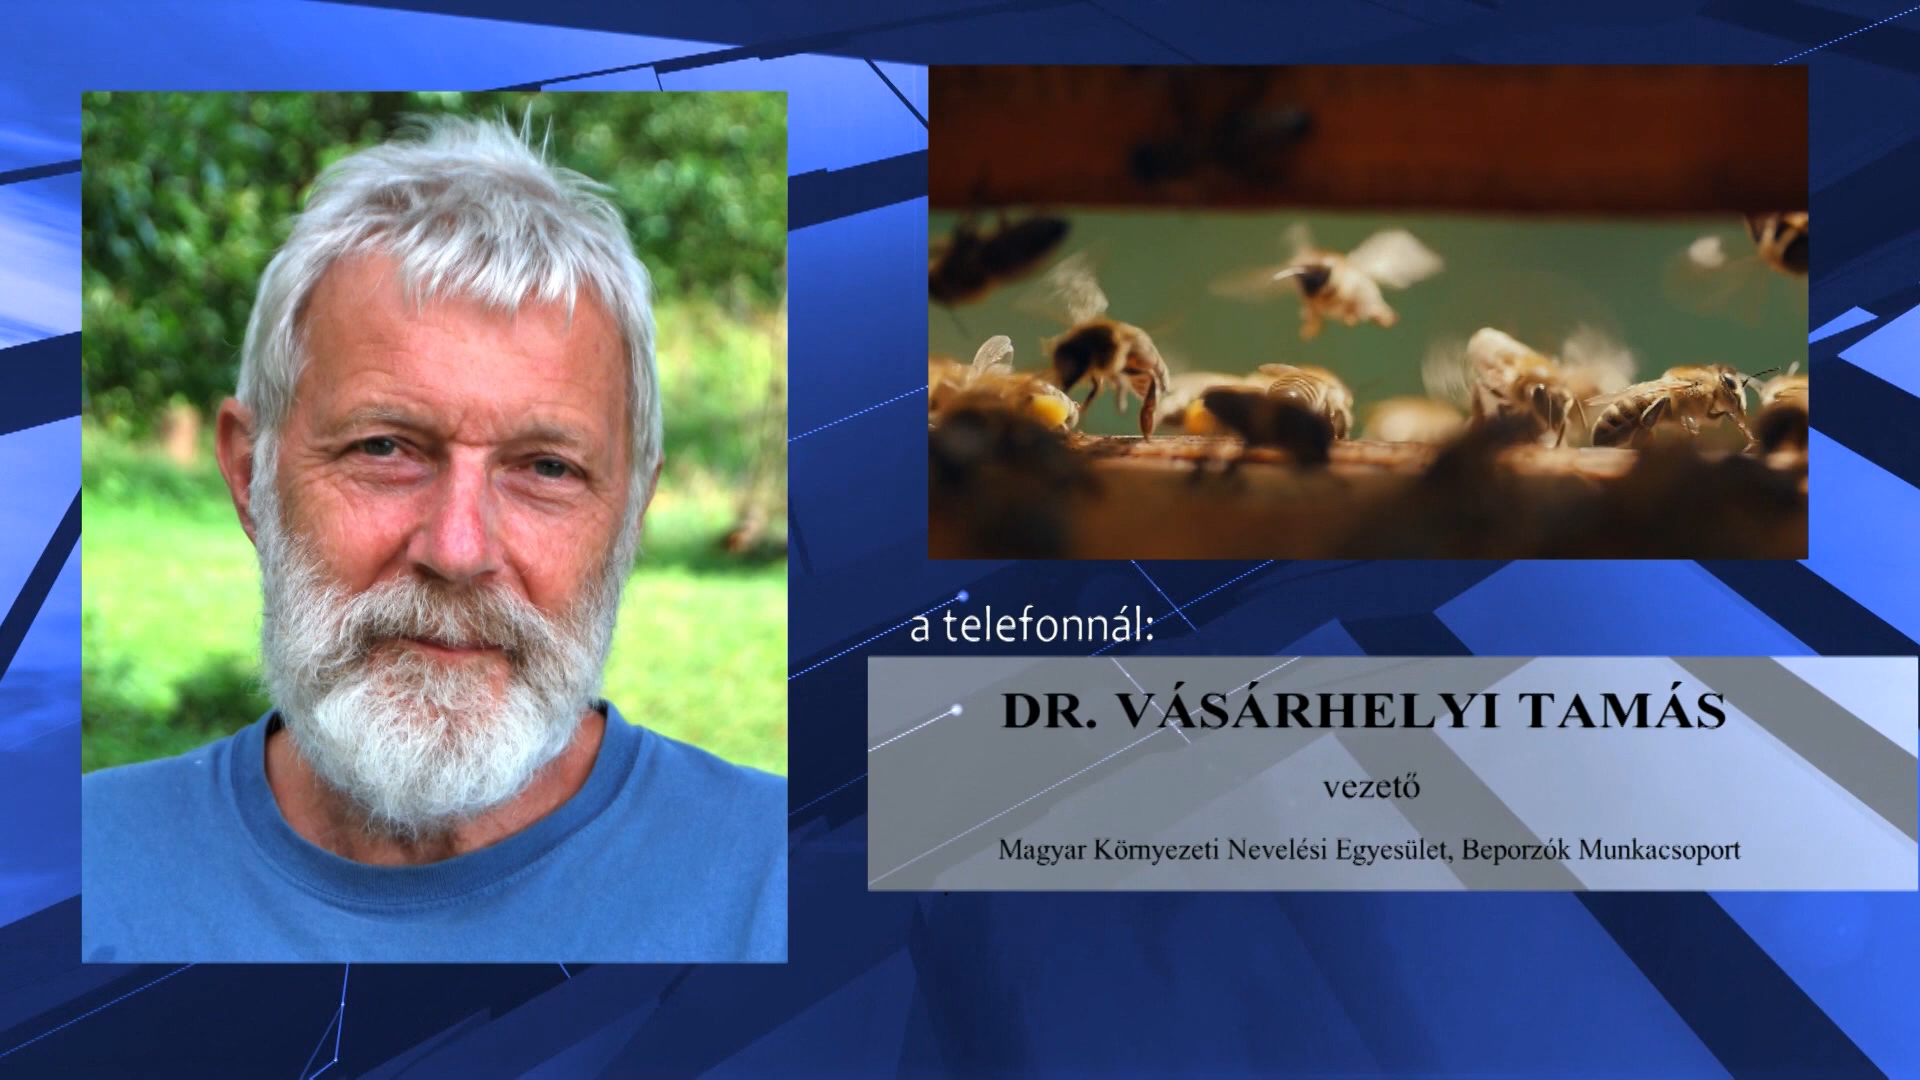 a telefonnál:
DR. VÁSÁRHELYI TAMÁS
vezető
Magyar Környezeti Nevelési Egyesület, Beporzók Munkacsoport